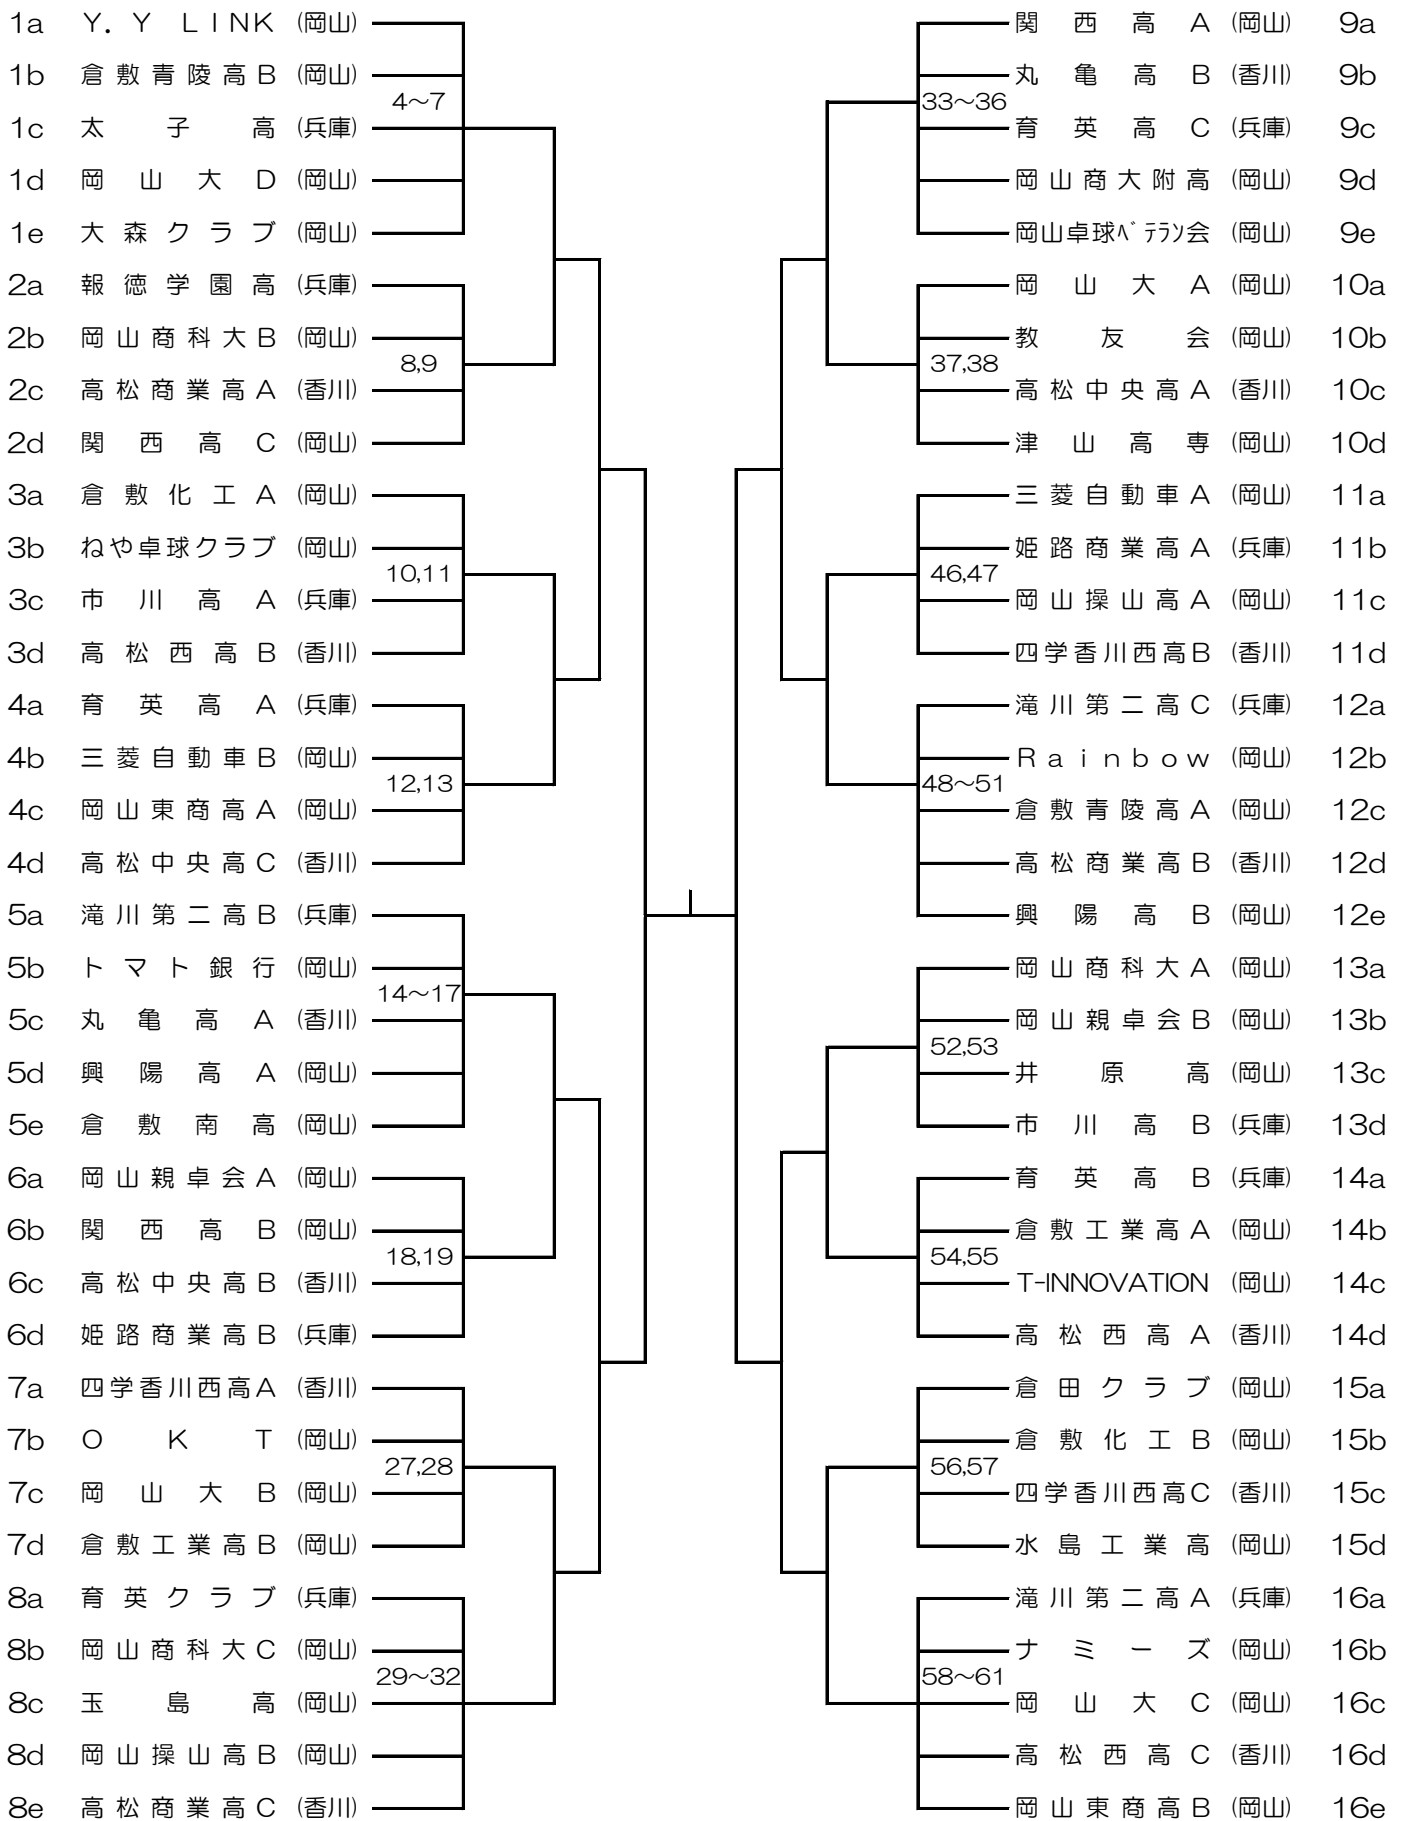 1a Y．Y LINK (岡山)
1b 倉敷青陵高B (岡山)
4～7
1c 太子高 (兵庫)
1d 岡山大D (岡山)
1e 大森クラブ (岡山)
2a 報徳学園高 (兵庫)
2b 岡山商科大B (岡山)
8,9
2c 高松商業高A (香川)
2d 関西高C (岡山)
3a 倉敷化工A (岡山)
3b ねや卓球クラブ (岡山)
10,11
3c 市川高A (兵庫)
3d 高松西高B (香川)
4a 育英高A (兵庫)
4b 三菱自動車B (岡山)
12,13
4c 岡山東商高A (岡山)
4d 高松中央高C (香川)
5a 滝川第二高B (兵庫)
5b トマト銀行 (岡山)
14～17
5c 丸亀高A (香川)
5d 興陽高A (岡山)
5e 倉敷南高 (岡山)
6a 岡山親卓会A (岡山)
6b 関西高B (岡山)
18,19
6c 高松中央高B (香川)
6d 姫路商業高B (兵庫)
7a 四学香川西高A (香川)
7b OKT (岡山)
27,28
7c 岡山大B (岡山)
7d 倉敷工業高B (岡山)
8a 育英クラブ (兵庫)
8b 岡山商科大C (岡山)
29～32
8c 玉島高 (岡山)
8d 岡山操山高B (岡山)
8e 高松商業高C (香川)
関西高A (岡山) 9a
丸亀高B (香川) 9b
33～36
育英高C (兵庫) 9c
岡山商大附高 (岡山) 9d
岡山卓球ﾍﾞﾃﾗﾝ会 (岡山) 9e
岡山大A (岡山) 10a
教友会 (岡山) 10b
37,38
高松中央高A (香川) 10c
津山高専 (岡山) 10d
三菱自動車A (岡山) 11a
姫路商業高A (兵庫) 11b
46,47
岡山操山高A (岡山) 11c
四学香川西高B (香川) 11d
滝川第二高C (兵庫) 12a
Rainbow (岡山) 12b
48～51
倉敷青陵高A (岡山) 12c
高松商業高B (香川) 12d
興陽高B (岡山) 12e
岡山商科大A (岡山) 13a
岡山親卓会B (岡山) 13b
52,53
井原高 (岡山) 13c
市川高B (兵庫) 13d
育英高B (兵庫) 14a
倉敷工業高A (岡山) 14b
54,55
T-INNOVATION (岡山) 14c
高松西高A (香川) 14d
倉田クラブ (岡山) 15a
倉敷化工B (岡山) 15b
56,57
四学香川西高C (香川) 15c
水島工業高 (岡山) 15d
滝川第二高A (兵庫) 16a
ナミーズ (岡山) 16b
58～61
岡山大C (岡山) 16c
高松西高C (香川) 16d
岡山東商高B (岡山) 16e